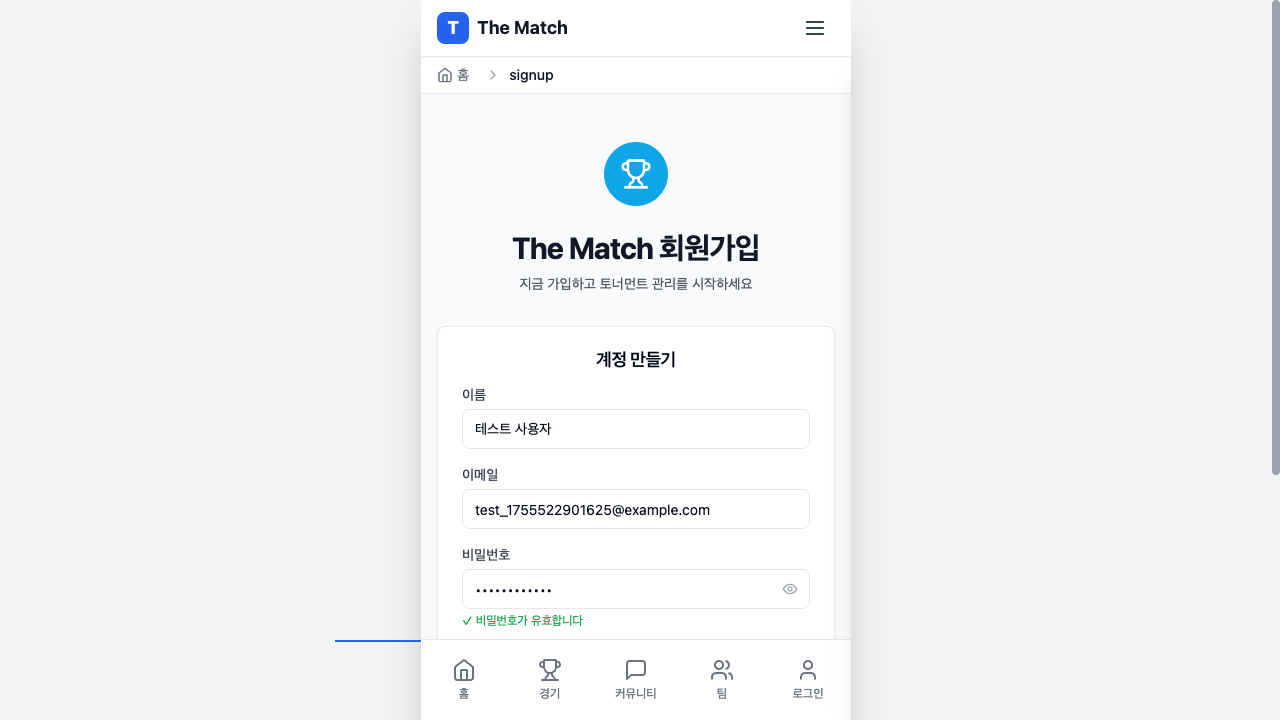 T The Match
홈 signup
The Match 회원가입
지금 가입하고 토너먼트 관리를 시작하세요
계정 만들기
이름
테스트 사용자
이메일
test_1755522901625@example.com
비밀번호
••••••••••••
✓ 비밀번호가 유효합니다
홈 경기 커뮤니티 팀 로그인